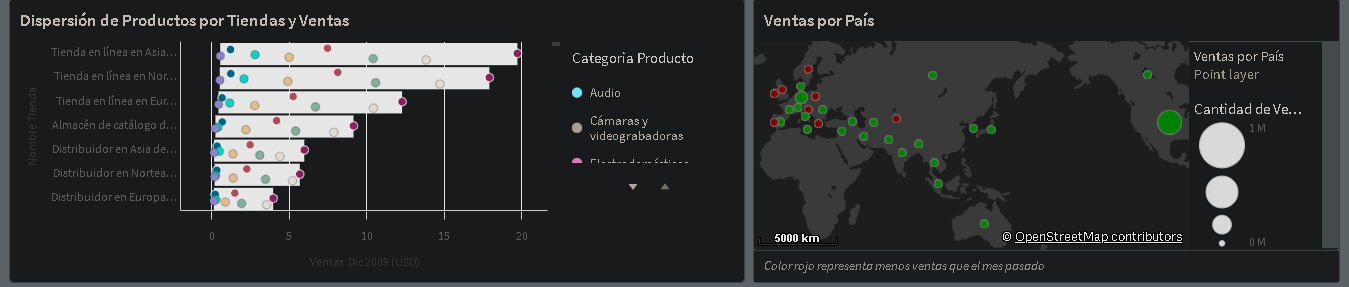 Dispersión de Productos por Tiendas y Ventas
Nombre Tienda
Tienda en línea en Asia...
Tienda en línea en Nor...
Tienda en línea en Eur...
Almacén de catálogo d...
Distribuidor en Asia de...
Distribuidor en Nortea...
Distribuidor en Europa...
0 5 10 15 20
Ventas Dic2009 (USD)
Categoria Producto
Audio
Cámaras y
videograbadoras
Electrodomésticos
Ventas por País
5000 km
© OpenStreetMap contributors
Ventas por País
Point layer
Cantidad de Ve...
1 M
0 M
Color rojo representa menos ventas que el mes pasado